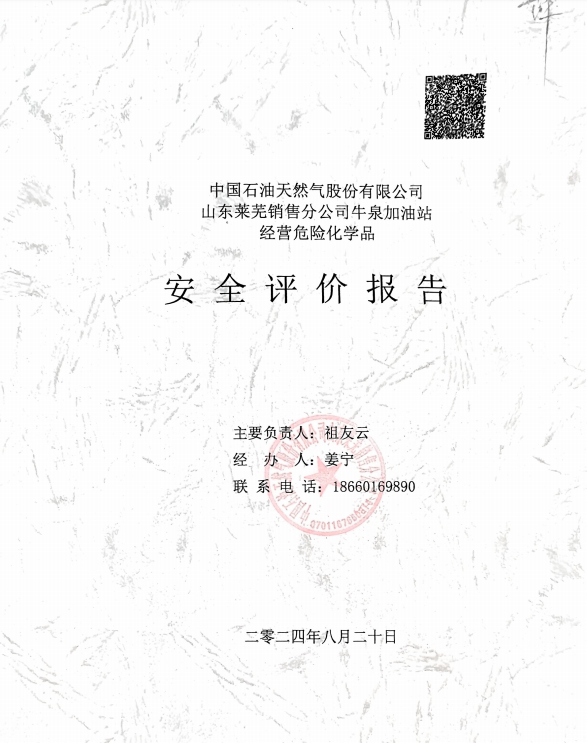 中国石油天然气股份有限公司
山东莱芜销售分公司牛泉加油站
经营危险化学品
安全评价报告
主要负责人：祖友云
经 办 人：姜宁
联 系 电 话：18660169890
二零二四年八月二十日